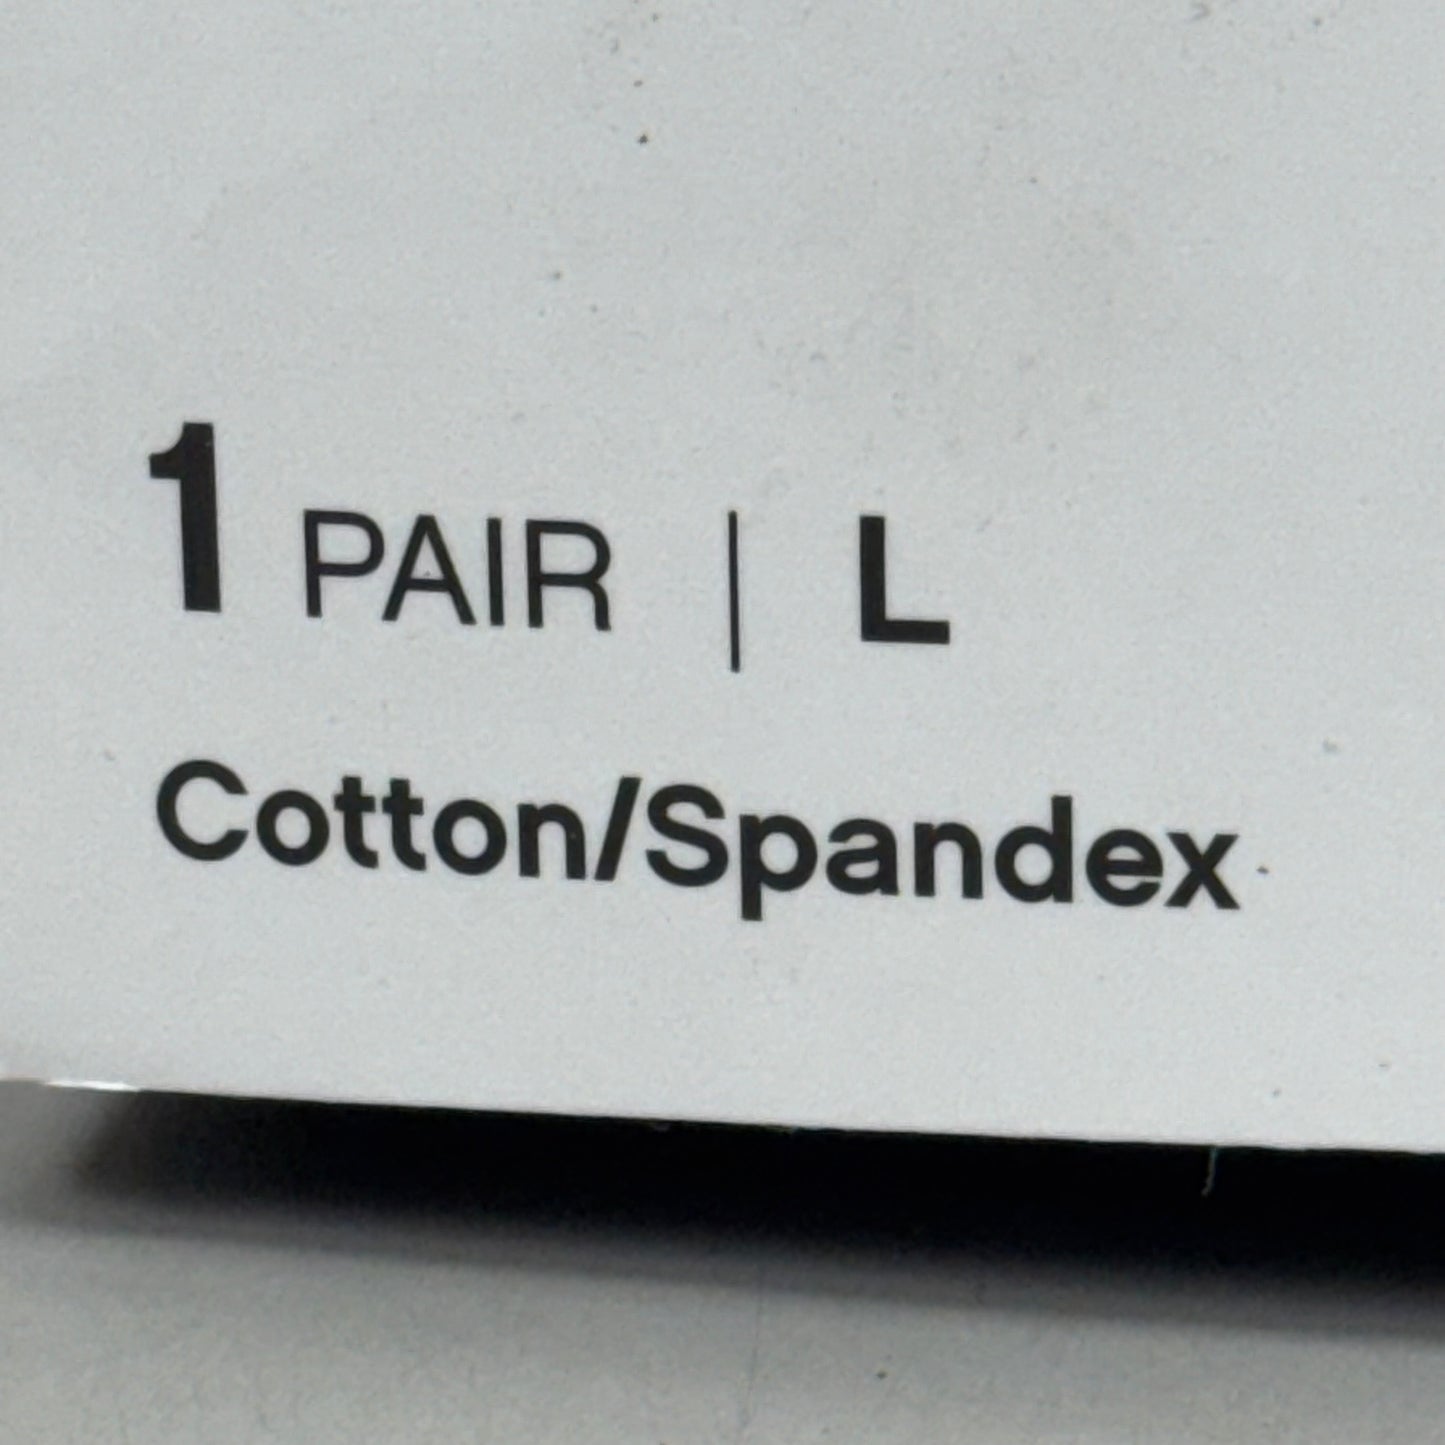 1 PAIR | L
Cotton/Spandex